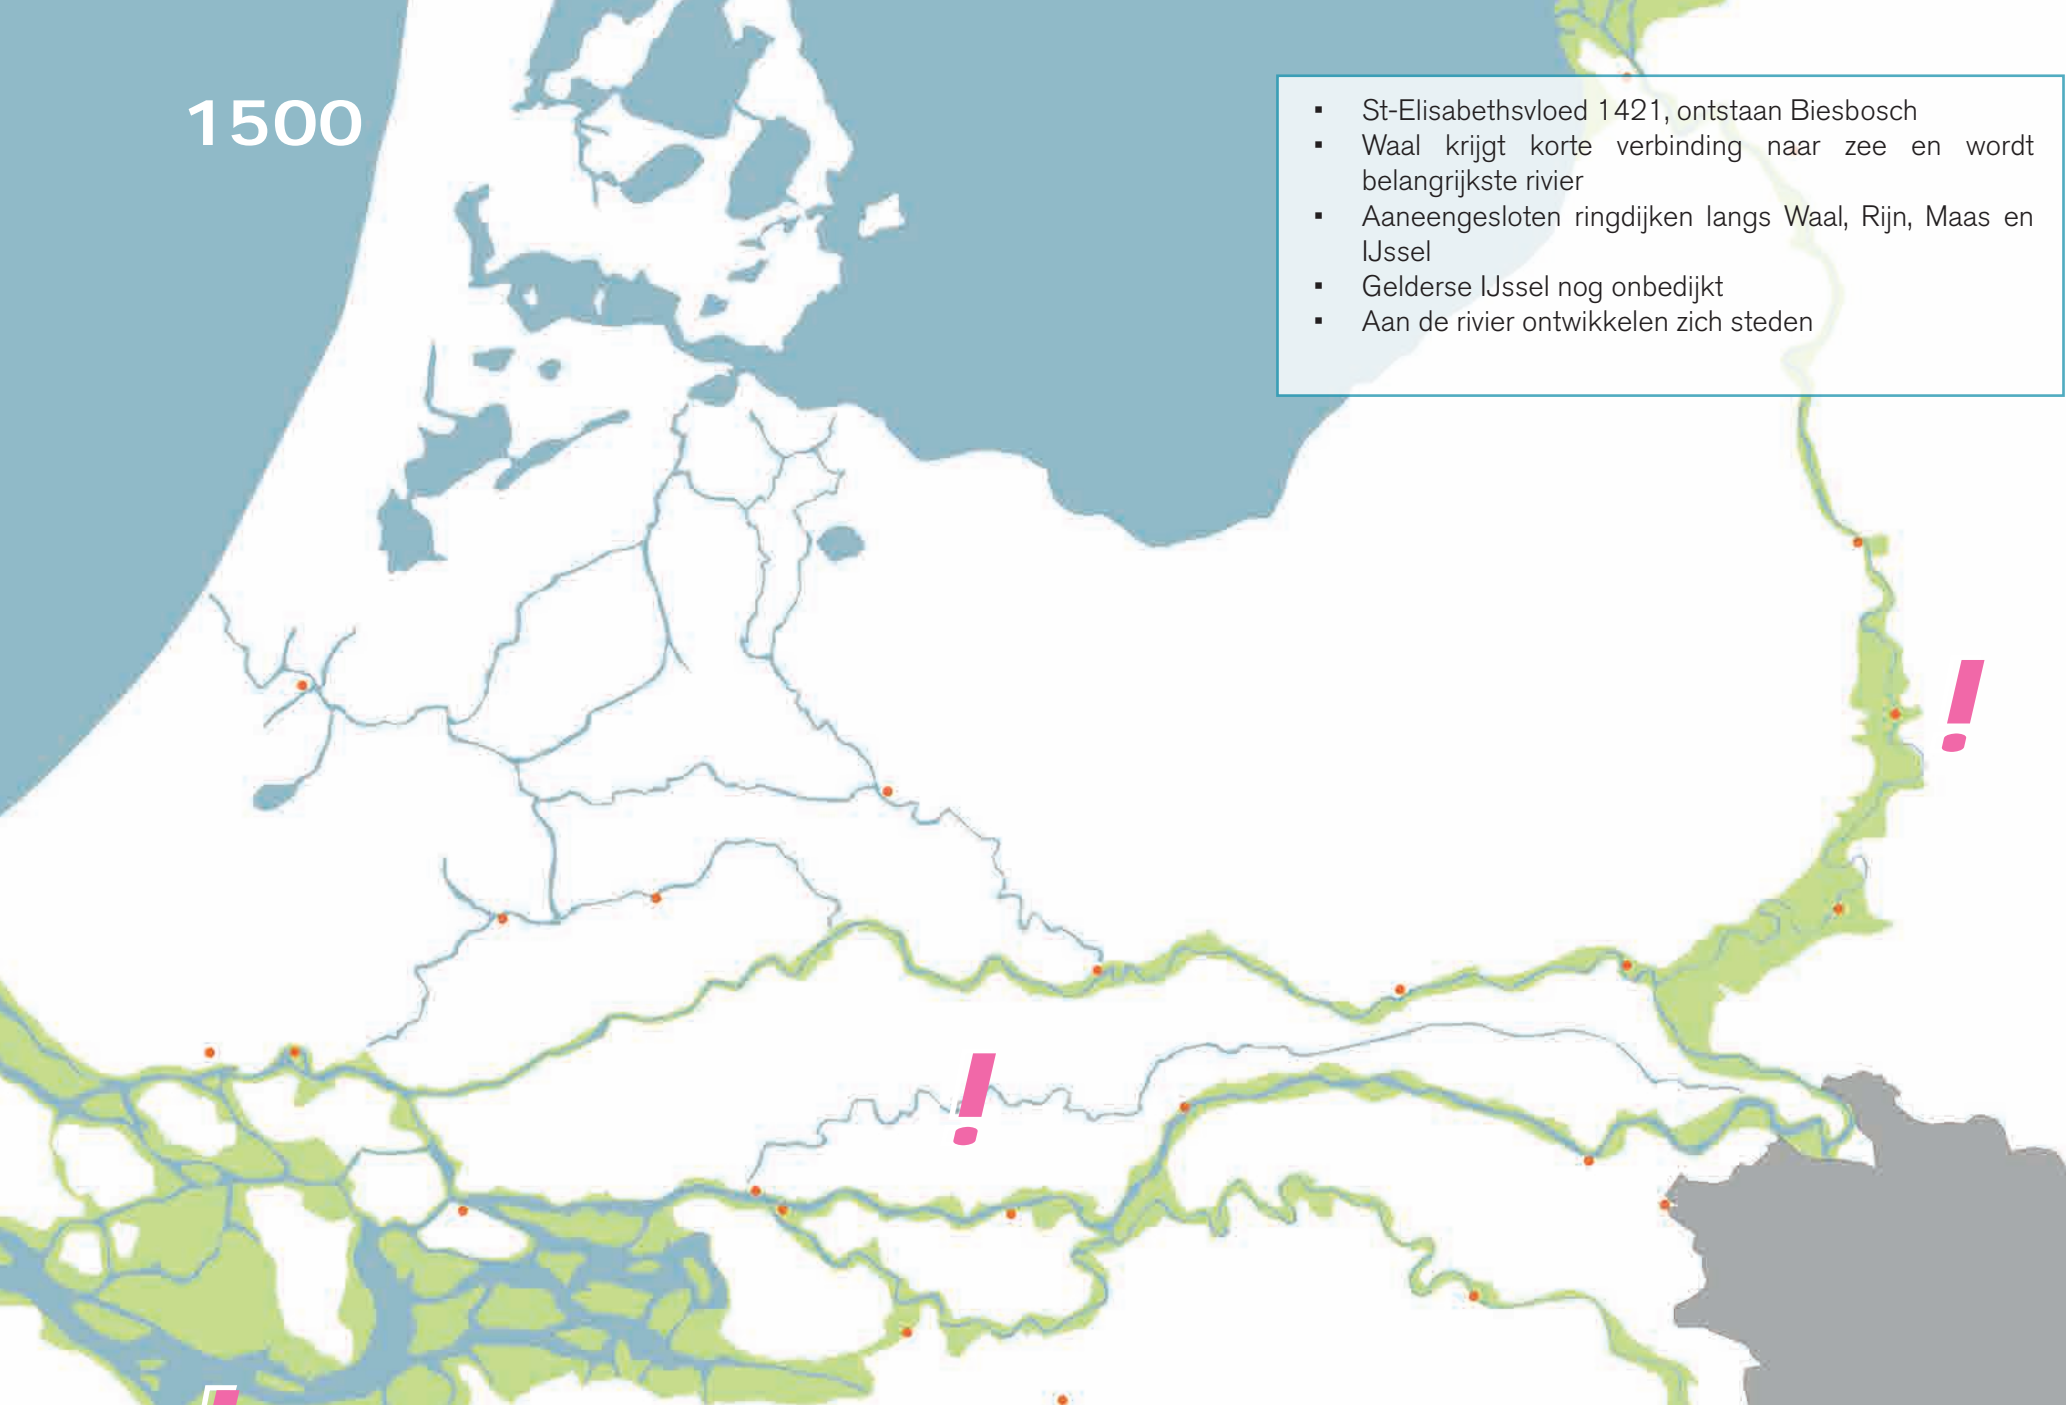 1500
▪ St-Elisabethsvloed 1421, ontstaan Biesbosch
▪ Waal krijgt korte verbinding naar zee en wordt
belangrijkste rivier
▪ Aaneengesloten ringdijken langs Waal, Rijn, Maas en
IJssel
▪ Gelderse IJssel nog onbedijkt
▪ Aan de rivier ontwikkelen zich steden
!
!